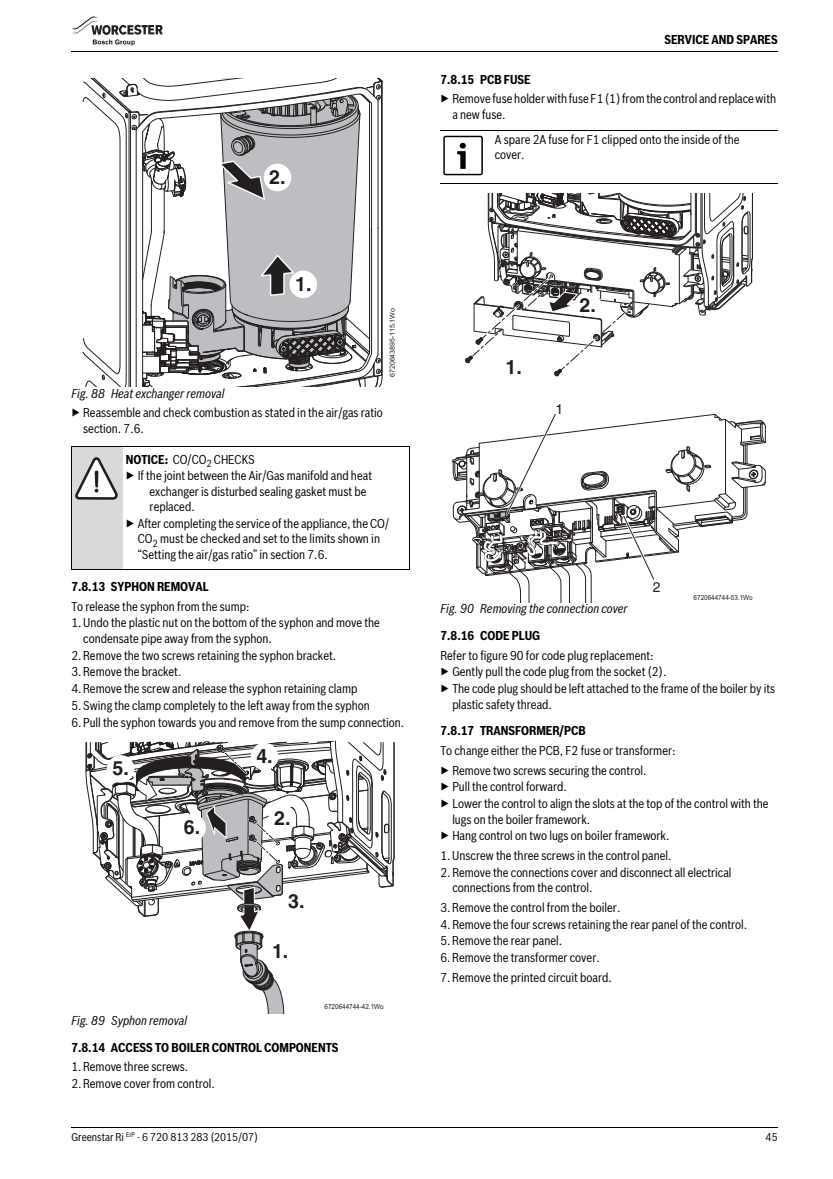 WORCESTER
Bosch Group
SERVICE AND SPARES
2.
1.
6720643895-115.1Wo
Fig. 88 Heat exchanger removal
▶ Reassemble and check combustion as stated in the air/gas ratio
section. 7.6.
NOTICE: CO/CO2 CHECKS
▶ If the joint between the Air/Gas manifold and heat
exchanger is disturbed sealing gasket must be
replaced.
▶ After completing the service of the appliance, the CO/
CO2 must be checked and set to the limits shown in
“Setting the air/gas ratio” in section 7.6.
7.8.13 SYPHON REMOVAL
To release the syphon from the sump:
1. Undo the plastic nut on the bottom of the syphon and move the
condensate pipe away from the syphon.
2. Remove the two screws retaining the syphon bracket.
3. Remove the bracket.
4. Remove the screw and release the syphon retaining clamp
5. Swing the clamp completely to the left away from the syphon
6. Pull the syphon towards you and remove from the sump connection.
5.
4.
6.
2.
3.
1.
6720644744-42.1Wo
Fig. 89 Syphon removal
7.8.14 ACCESS TO BOILER CONTROL COMPONENTS
1. Remove three screws.
2. Remove cover from control.
7.8.15 PCB FUSE
▶ Remove fuse holder with fuse F1 (1) from the control and replace with
a new fuse.
i
A spare 2A fuse for F1 clipped onto the inside of the
cover.
2.
1.
1
2
6720644744-53.1Wo
Fig. 90 Removing the connection cover
7.8.16 CODE PLUG
Refer to figure 90 for code plug replacement:
▶ Gently pull the code plug from the socket (2).
▶ The code plug should be left attached to the frame of the boiler by its
plastic safety thread.
7.8.17 TRANSFORMER/PCB
To change either the PCB, F2 fuse or transformer:
▶ Remove two screws securing the control.
▶ Pull the control forward.
▶ Lower the control to align the slots at the top of the control with the
lugs on the boiler framework.
▶ Hang control on two lugs on boiler framework.
1. Unscrew the three screws in the control panel.
2. Remove the connections cover and disconnect all electrical
connections from the control.
3. Remove the control from the boiler.
4. Remove the four screws retaining the rear panel of the control.
5. Remove the rear panel.
6. Remove the transformer cover.
7. Remove the printed circuit board.
Greenstar Ri ErP - 6 720 813 283 (2015/07)
45